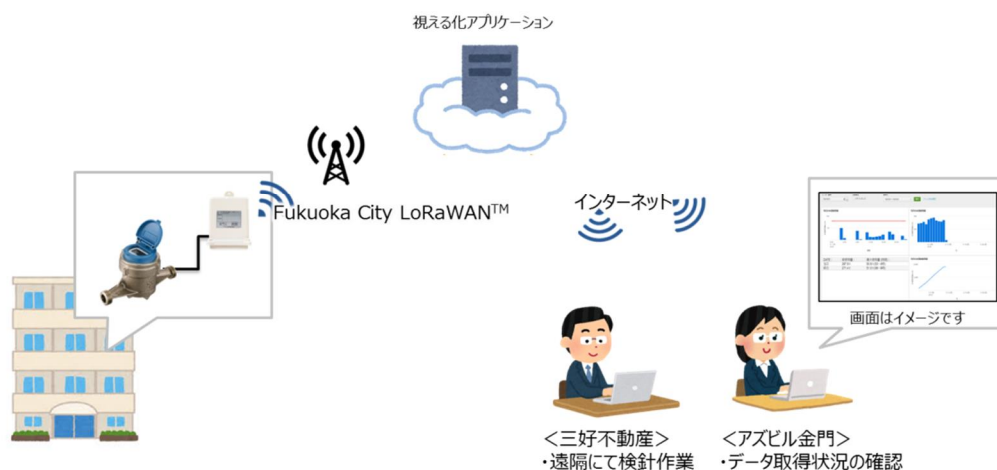 視える化アプリケーション
Fukuoka City LoRaWAN™
インターネット
画面はイメージです
＜三好不動産＞
・遠隔にて検針作業
＜アズビル金門＞
・データ取得状況の確認